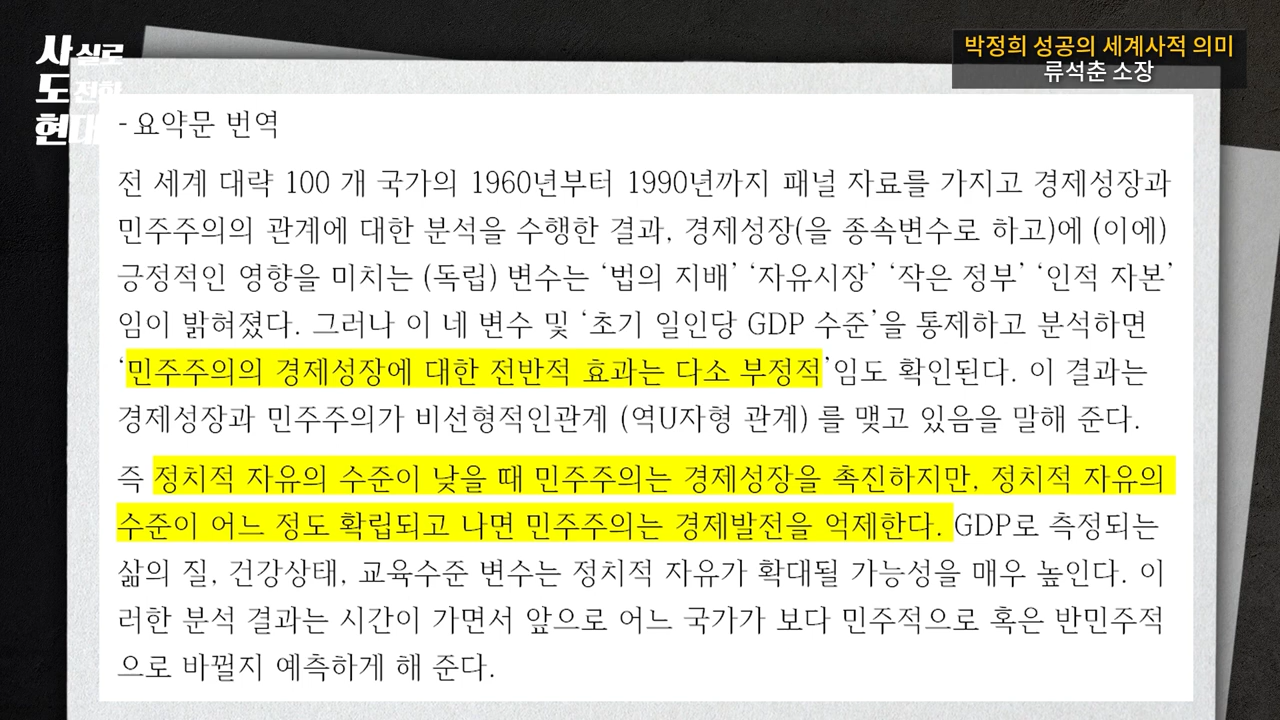 사실로
도전한
현대
박정희 성공의 세계사적 의미
류석춘 소장
- 요약문 번역
전 세계 대략 100 개 국가의 1960년부터 1990년까지 패널 자료를 가지고 경제성장과
민주주의의 관계에 대한 분석을 수행한 결과, 경제성장(을 종속변수로 하고)에 (이에)
긍정적인 영향을 미치는 (독립) 변수는 ‘법의 지배’ ‘자유시장’ ‘작은 정부’ ‘인적 자본’
임이 밝혀졌다. 그러나 이 네 변수 및 ‘초기 일인당 GDP 수준’을 통제하고 분석하면
‘민주주의의 경제성장에 대한 전반적 효과는 다소 부정적’임도 확인된다. 이 결과는
경제성장과 민주주의가 비선형적인관계 (역U자형 관계) 를 맺고 있음을 말해 준다.
즉 정치적 자유의 수준이 낮을 때 민주주의는 경제성장을 촉진하지만, 정치적 자유의
수준이 어느 정도 확립되고 나면 민주주의는 경제발전을 억제한다. GDP로 측정되는
삶의 질, 건강상태, 교육수준 변수는 정치적 자유가 확대될 가능성을 매우 높인다. 이
러한 분석 결과는 시간이 가면서 앞으로 어느 국가가 보다 민주적으로 혹은 반민주적
으로 바뀔지 예측하게 해 준다.